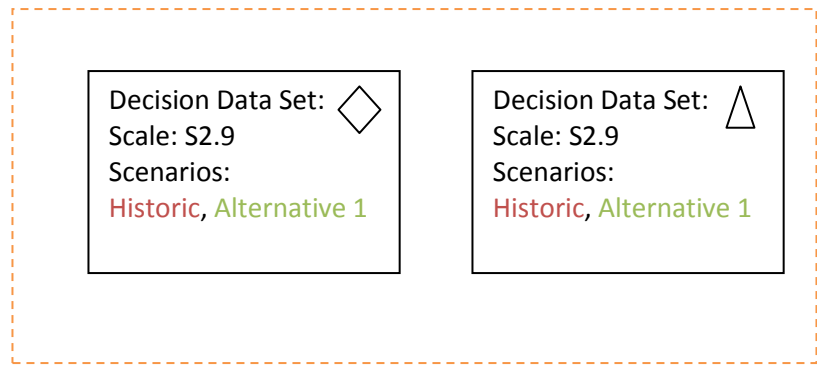 Decision Data Set:
Scale: S2.9
Scenarios:
Historic, Alternative 1
Decision Data Set:
Scale: S2.9
Scenarios:
Historic, Alternative 1